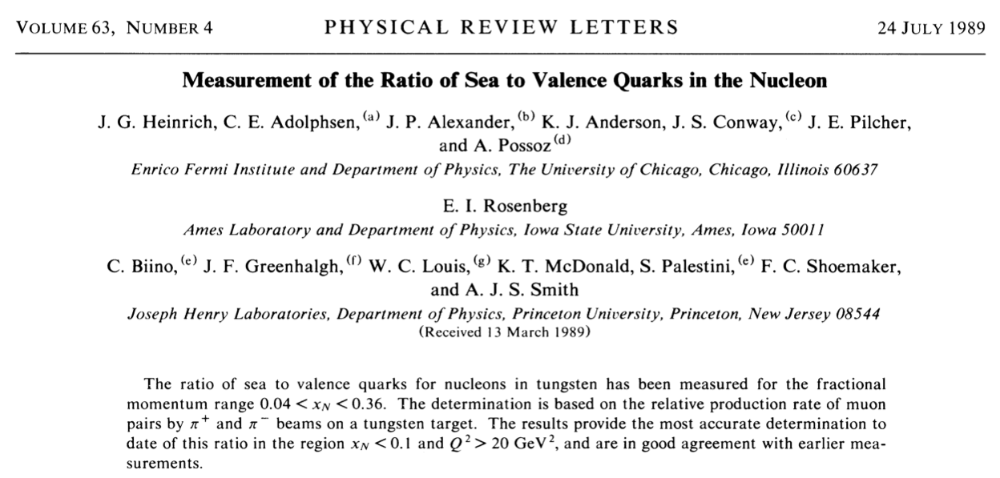 VOLUME 63, NUMBER 4 PHYSICAL REVIEW LETTERS 24 JULY 1989
Measurement of the Ratio of Sea to Valence Quarks in the Nucleon
J. G. Heinrich, C. E. Adolphsen, (a) J. P. Alexander, (b) K. J. Anderson, J. S. Conway, (c) J. E. Pilcher,
and A. Possoz (d)
Enrico Fermi Institute and Department of Physics, The University of Chicago, Chicago, Illinois 60637
E. I. Rosenberg
Ames Laboratory and Department of Physics, Iowa State University, Ames, Iowa 50011
C. Biino, (e) J. F. Greenhalgh, (f) W. C. Louis, (g) K. T. McDonald, S. Palestini, (e) F. C. Shoemaker,
and A. J. S. Smith
Joseph Henry Laboratories, Department of Physics, Princeton University, Princeton, New Jersey 08544
(Received 13 March 1989)
The ratio of sea to valence quarks for nucleons in tungsten has been measured for the fractional
momentum range 0.04 < x_N < 0.36. The determination is based on the relative production rate of muon
pairs by π⁺ and π⁻ beams on a tungsten target. The results provide the most accurate determination to
date of this ratio in the region x_N < 0.1 and Q² > 20 GeV², and are in good agreement with earlier mea-
surements.